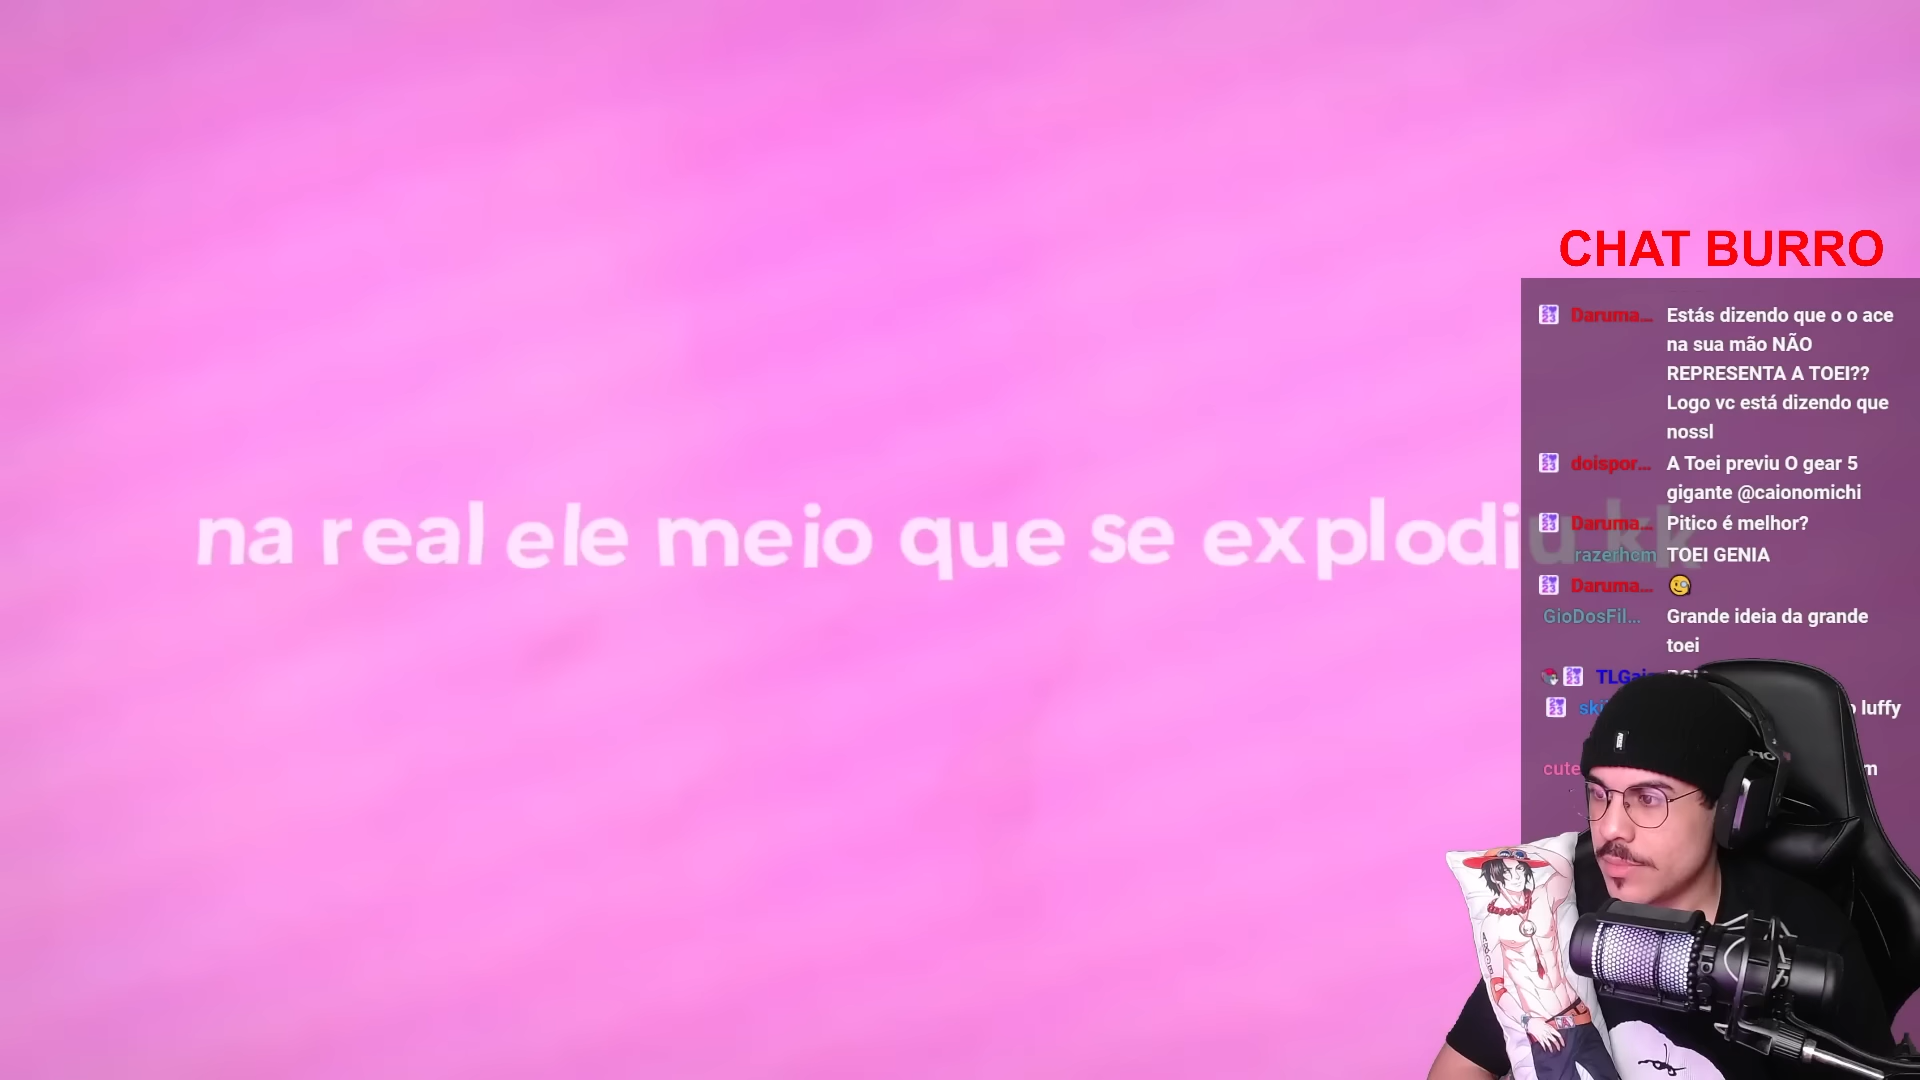 na real ele meio que se explodiu kk
CHAT BURRO
Daruma... Estás dizendo que o o ace
na sua mão NÃO
REPRESENTA A TOEI??
Logo vc está dizendo que
nossl
doispor... A Toei previu O gear 5
gigante @caionomichi
Daruma... Pitico é melhor?
razerhcm TOEI GENIA
Daruma...
GioDosFil... Grande ideia da grande
toei
luffy